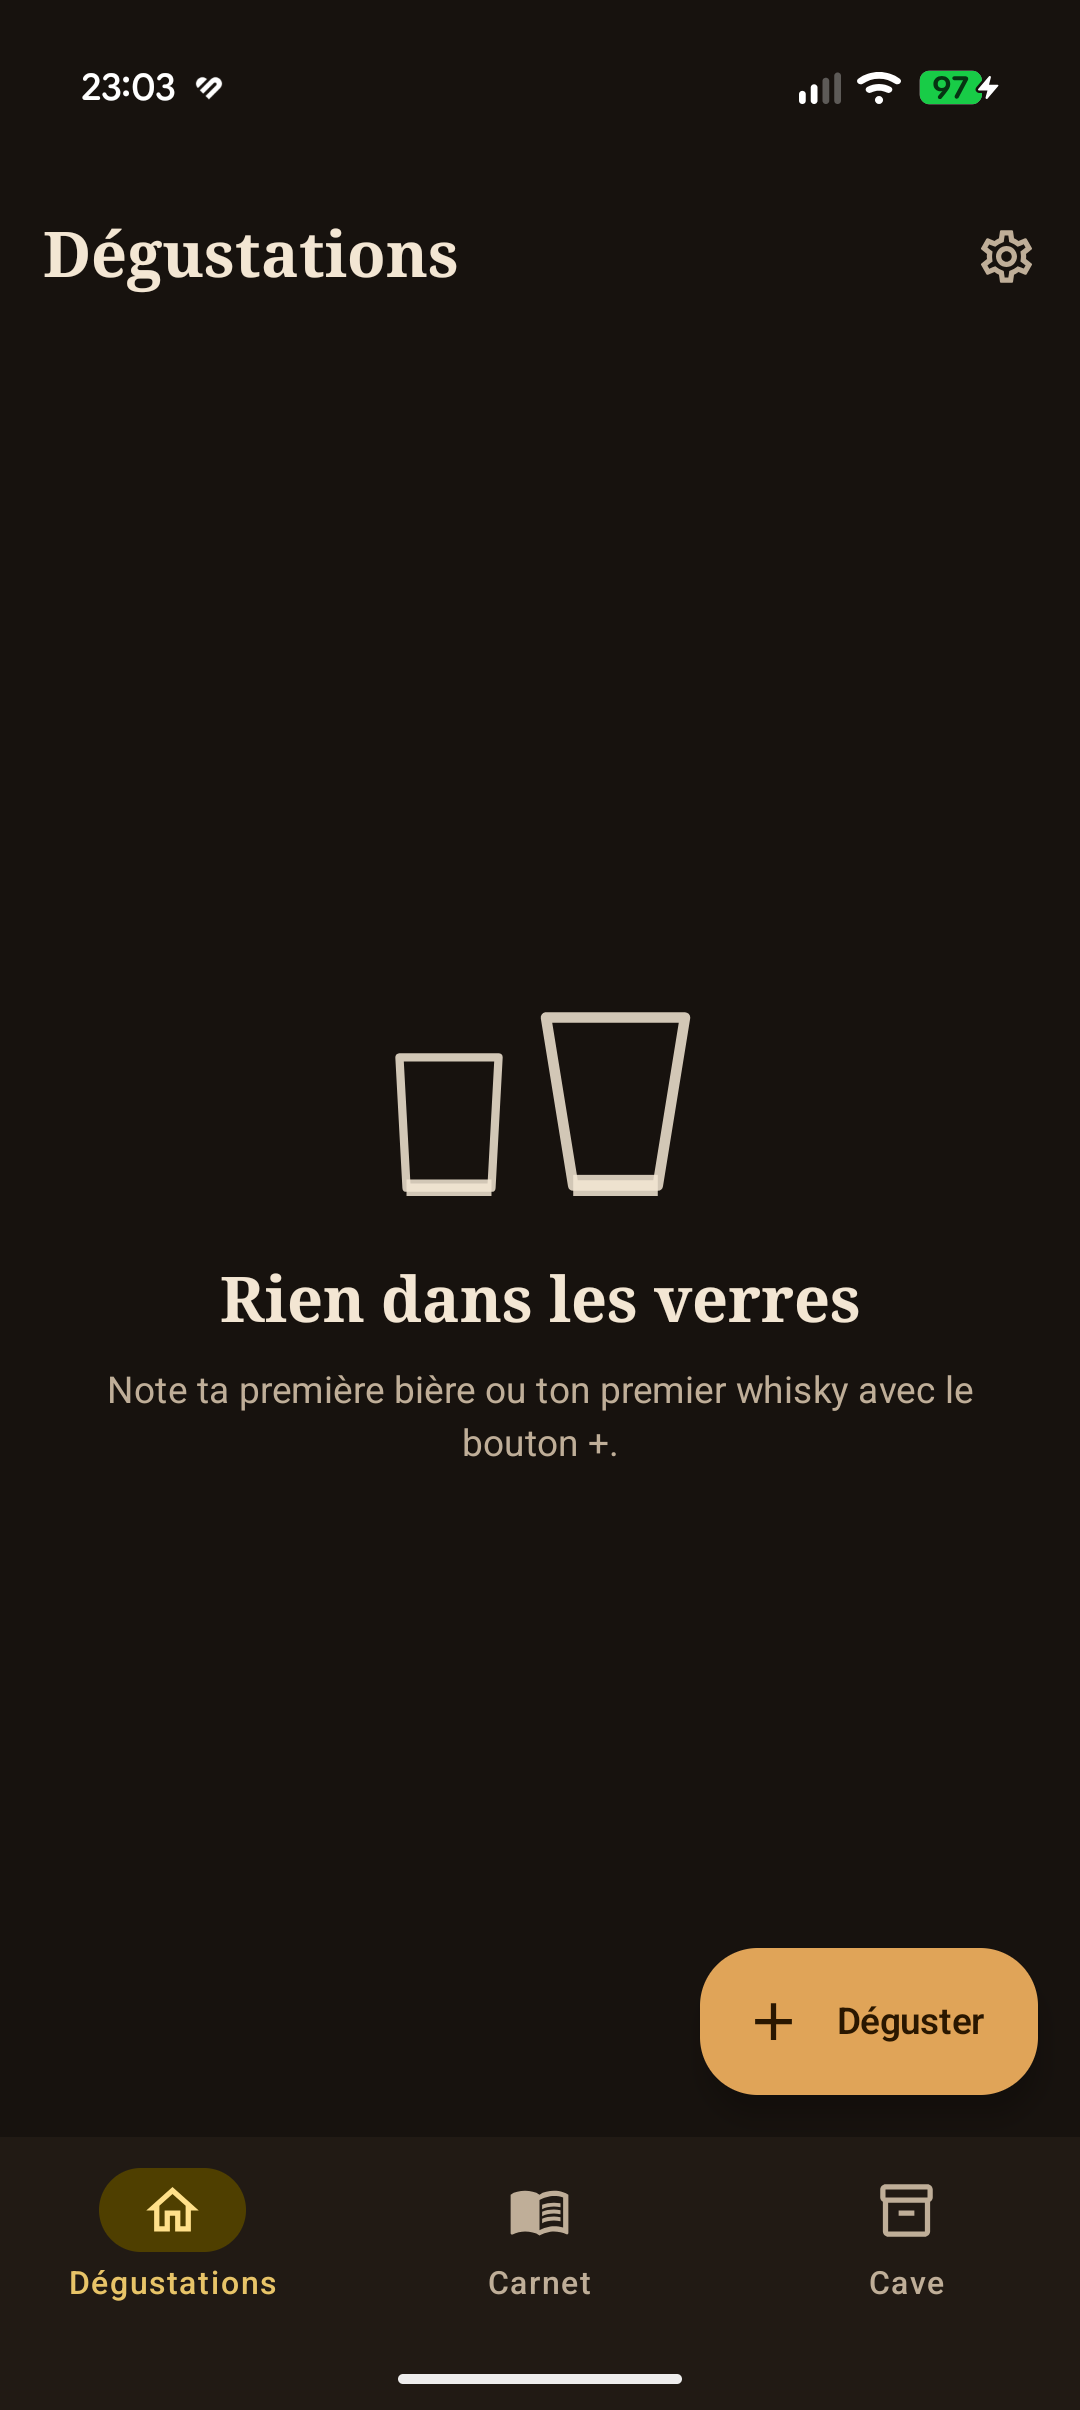 23:03
97
Dégustations
Rien dans les verres
Note ta première bière ou ton premier whisky avec le
bouton +.
Déguster
Dégustations
Carnet
Cave